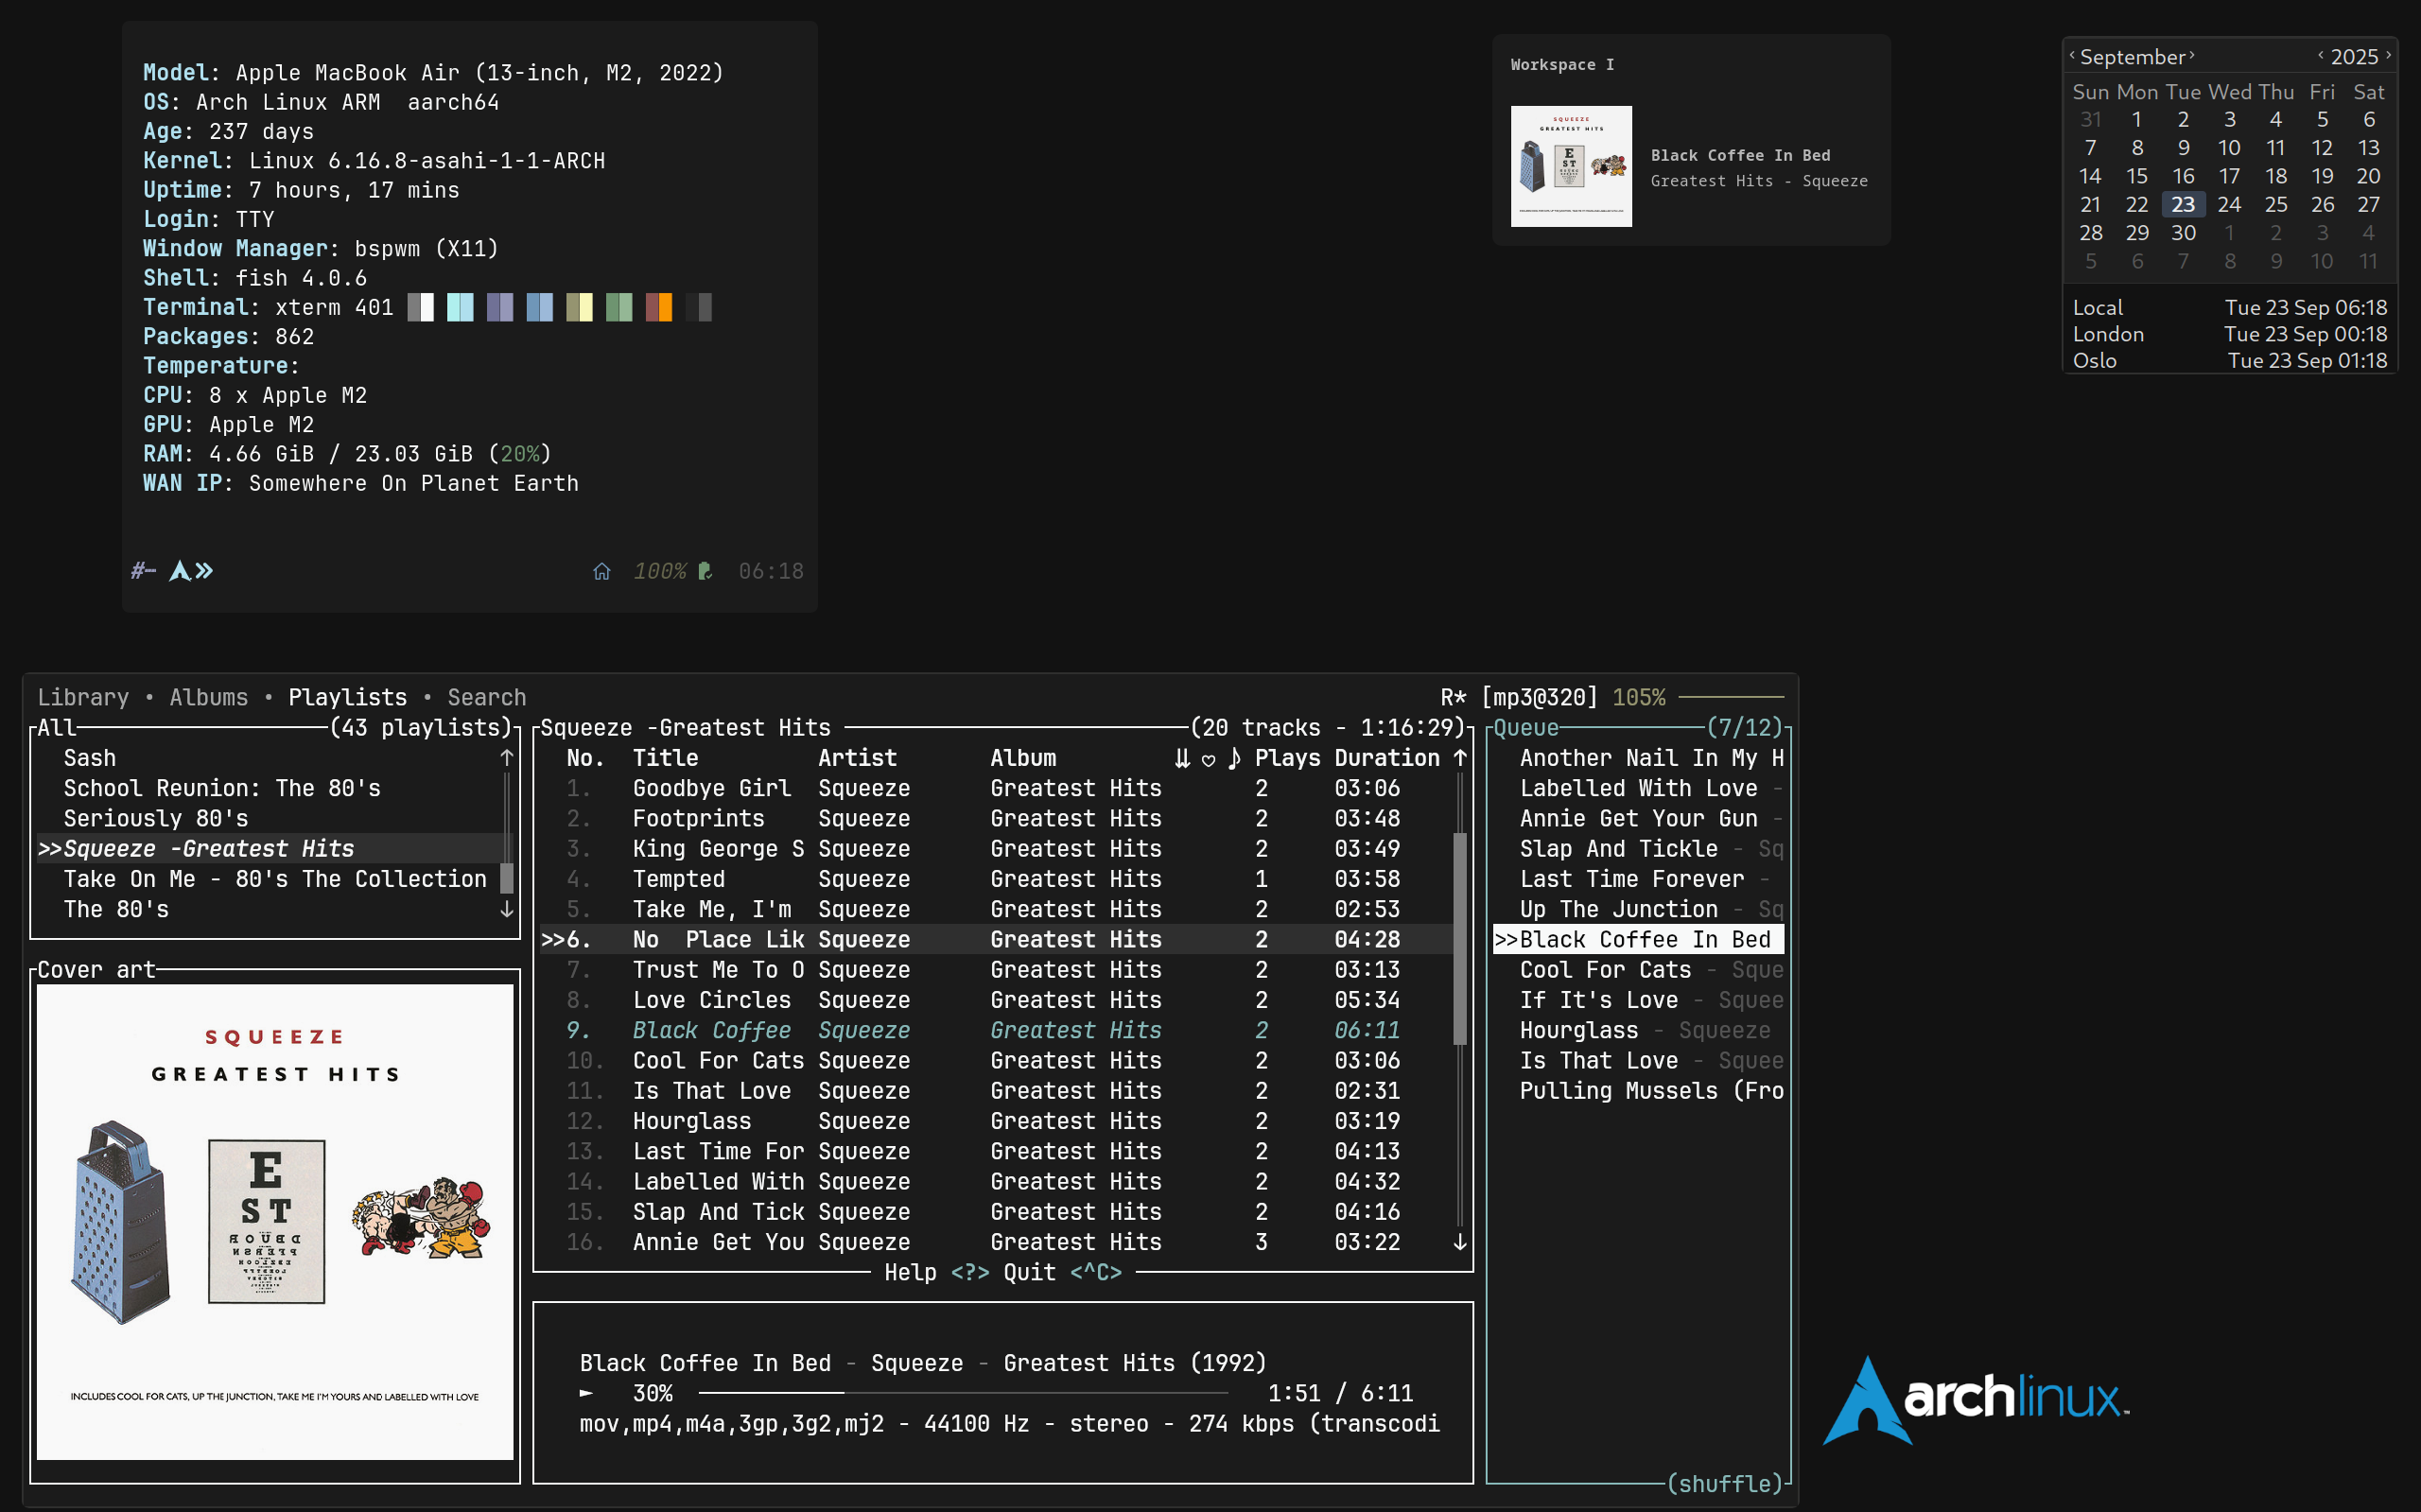 Model: Apple MacBook Air (13-inch, M2, 2022)
OS: Arch Linux ARM  aarch64
Age: 237 days
Kernel: Linux 6.16.8-asahi-1-1-ARCH
Uptime: 7 hours, 17 mins
Login: TTY
Window Manager: bspwm (X11)
Shell: fish 4.0.6
Terminal: xterm 401
Packages: 862
Temperature:
CPU: 8 x Apple M2
GPU: Apple M2
RAM: 4.66 GiB / 23.03 GiB (20%)
WAN IP: Somewhere On Planet Earth
#- » 100% 06:18
Workspace I
SQUEEZE
GREATEST HITS
Black Coffee In Bed
Greatest Hits - Squeeze
‹ September › ‹ 2025 ›
Sun Mon Tue Wed Thu Fri Sat
31 1 2 3 4 5 6
7 8 9 10 11 12 13
14 15 16 17 18 19 20
21 22 23 24 25 26 27
28 29 30 1 2 3 4
5 6 7 8 9 10 11
Local Tue 23 Sep 06:18
London Tue 23 Sep 00:18
Oslo Tue 23 Sep 01:18
Library • Albums • Playlists • Search R* [mp3@320] 105%
All (43 playlists)
Sash
School Reunion: The 80's
Seriously 80's
>>Squeeze -Greatest Hits
Take On Me - 80's The Collection
The 80's
Cover art
SQUEEZE
GREATEST HITS
E
ST
INCLUDES COOL FOR CATS, UP THE JUNCTION, TAKE ME I'M YOURS AND LABELLED WITH LOVE
Squeeze -Greatest Hits (20 tracks - 1:16:29)
No. Title Artist Album ⇊ ♡ ♪ Plays Duration ↑
1. Goodbye Girl Squeeze Greatest Hits 2 03:06
2. Footprints Squeeze Greatest Hits 2 03:48
3. King George S Squeeze Greatest Hits 2 03:49
4. Tempted Squeeze Greatest Hits 1 03:58
5. Take Me, I'm Squeeze Greatest Hits 2 02:53
>>6. No  Place Lik Squeeze Greatest Hits 2 04:28
7. Trust Me To O Squeeze Greatest Hits 2 03:13
8. Love Circles Squeeze Greatest Hits 2 05:34
9. Black Coffee Squeeze Greatest Hits 2 06:11
10. Cool For Cats Squeeze Greatest Hits 2 03:06
11. Is That Love Squeeze Greatest Hits 2 02:31
12. Hourglass Squeeze Greatest Hits 2 03:19
13. Last Time For Squeeze Greatest Hits 2 04:13
14. Labelled With Squeeze Greatest Hits 2 04:32
15. Slap And Tick Squeeze Greatest Hits 2 04:16
16. Annie Get You Squeeze Greatest Hits 3 03:22
Help <?> Quit <^C>
Black Coffee In Bed - Squeeze - Greatest Hits (1992)
► 30% 1:51 / 6:11
mov,mp4,m4a,3gp,3g2,mj2 - 44100 Hz - stereo - 274 kbps (transcodi
Queue (7/12)
Another Nail In My H
Labelled With Love -
Annie Get Your Gun -
Slap And Tickle - Sq
Last Time Forever -
Up The Junction - Sq
>>Black Coffee In Bed
Cool For Cats - Sque
If It's Love - Squee
Hourglass - Squeeze
Is That Love - Squee
Pulling Mussels (Fro
(shuffle)
archlinux™